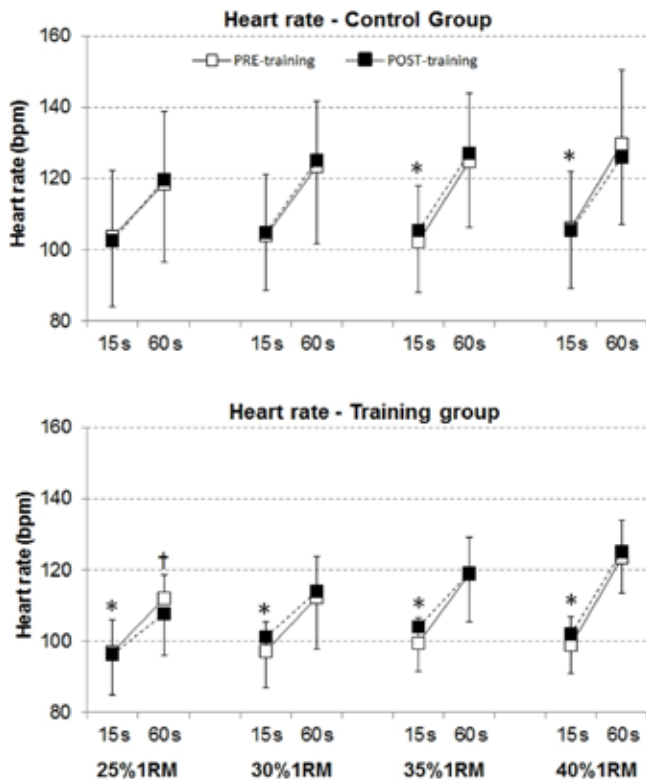 Heart rate - Control Group
160
PRE-training POST-training
140
120
* *
100
80
Heart rate (bpm)
15s 60s 15s 60s 15s 60s 15s 60s
Heart rate - Training group
160
140
120
†
* * * *
100
80
Heart rate (bpm)
15s 60s 15s 60s 15s 60s 15s 60s
25%1RM 30%1RM 35%1RM 40%1RM